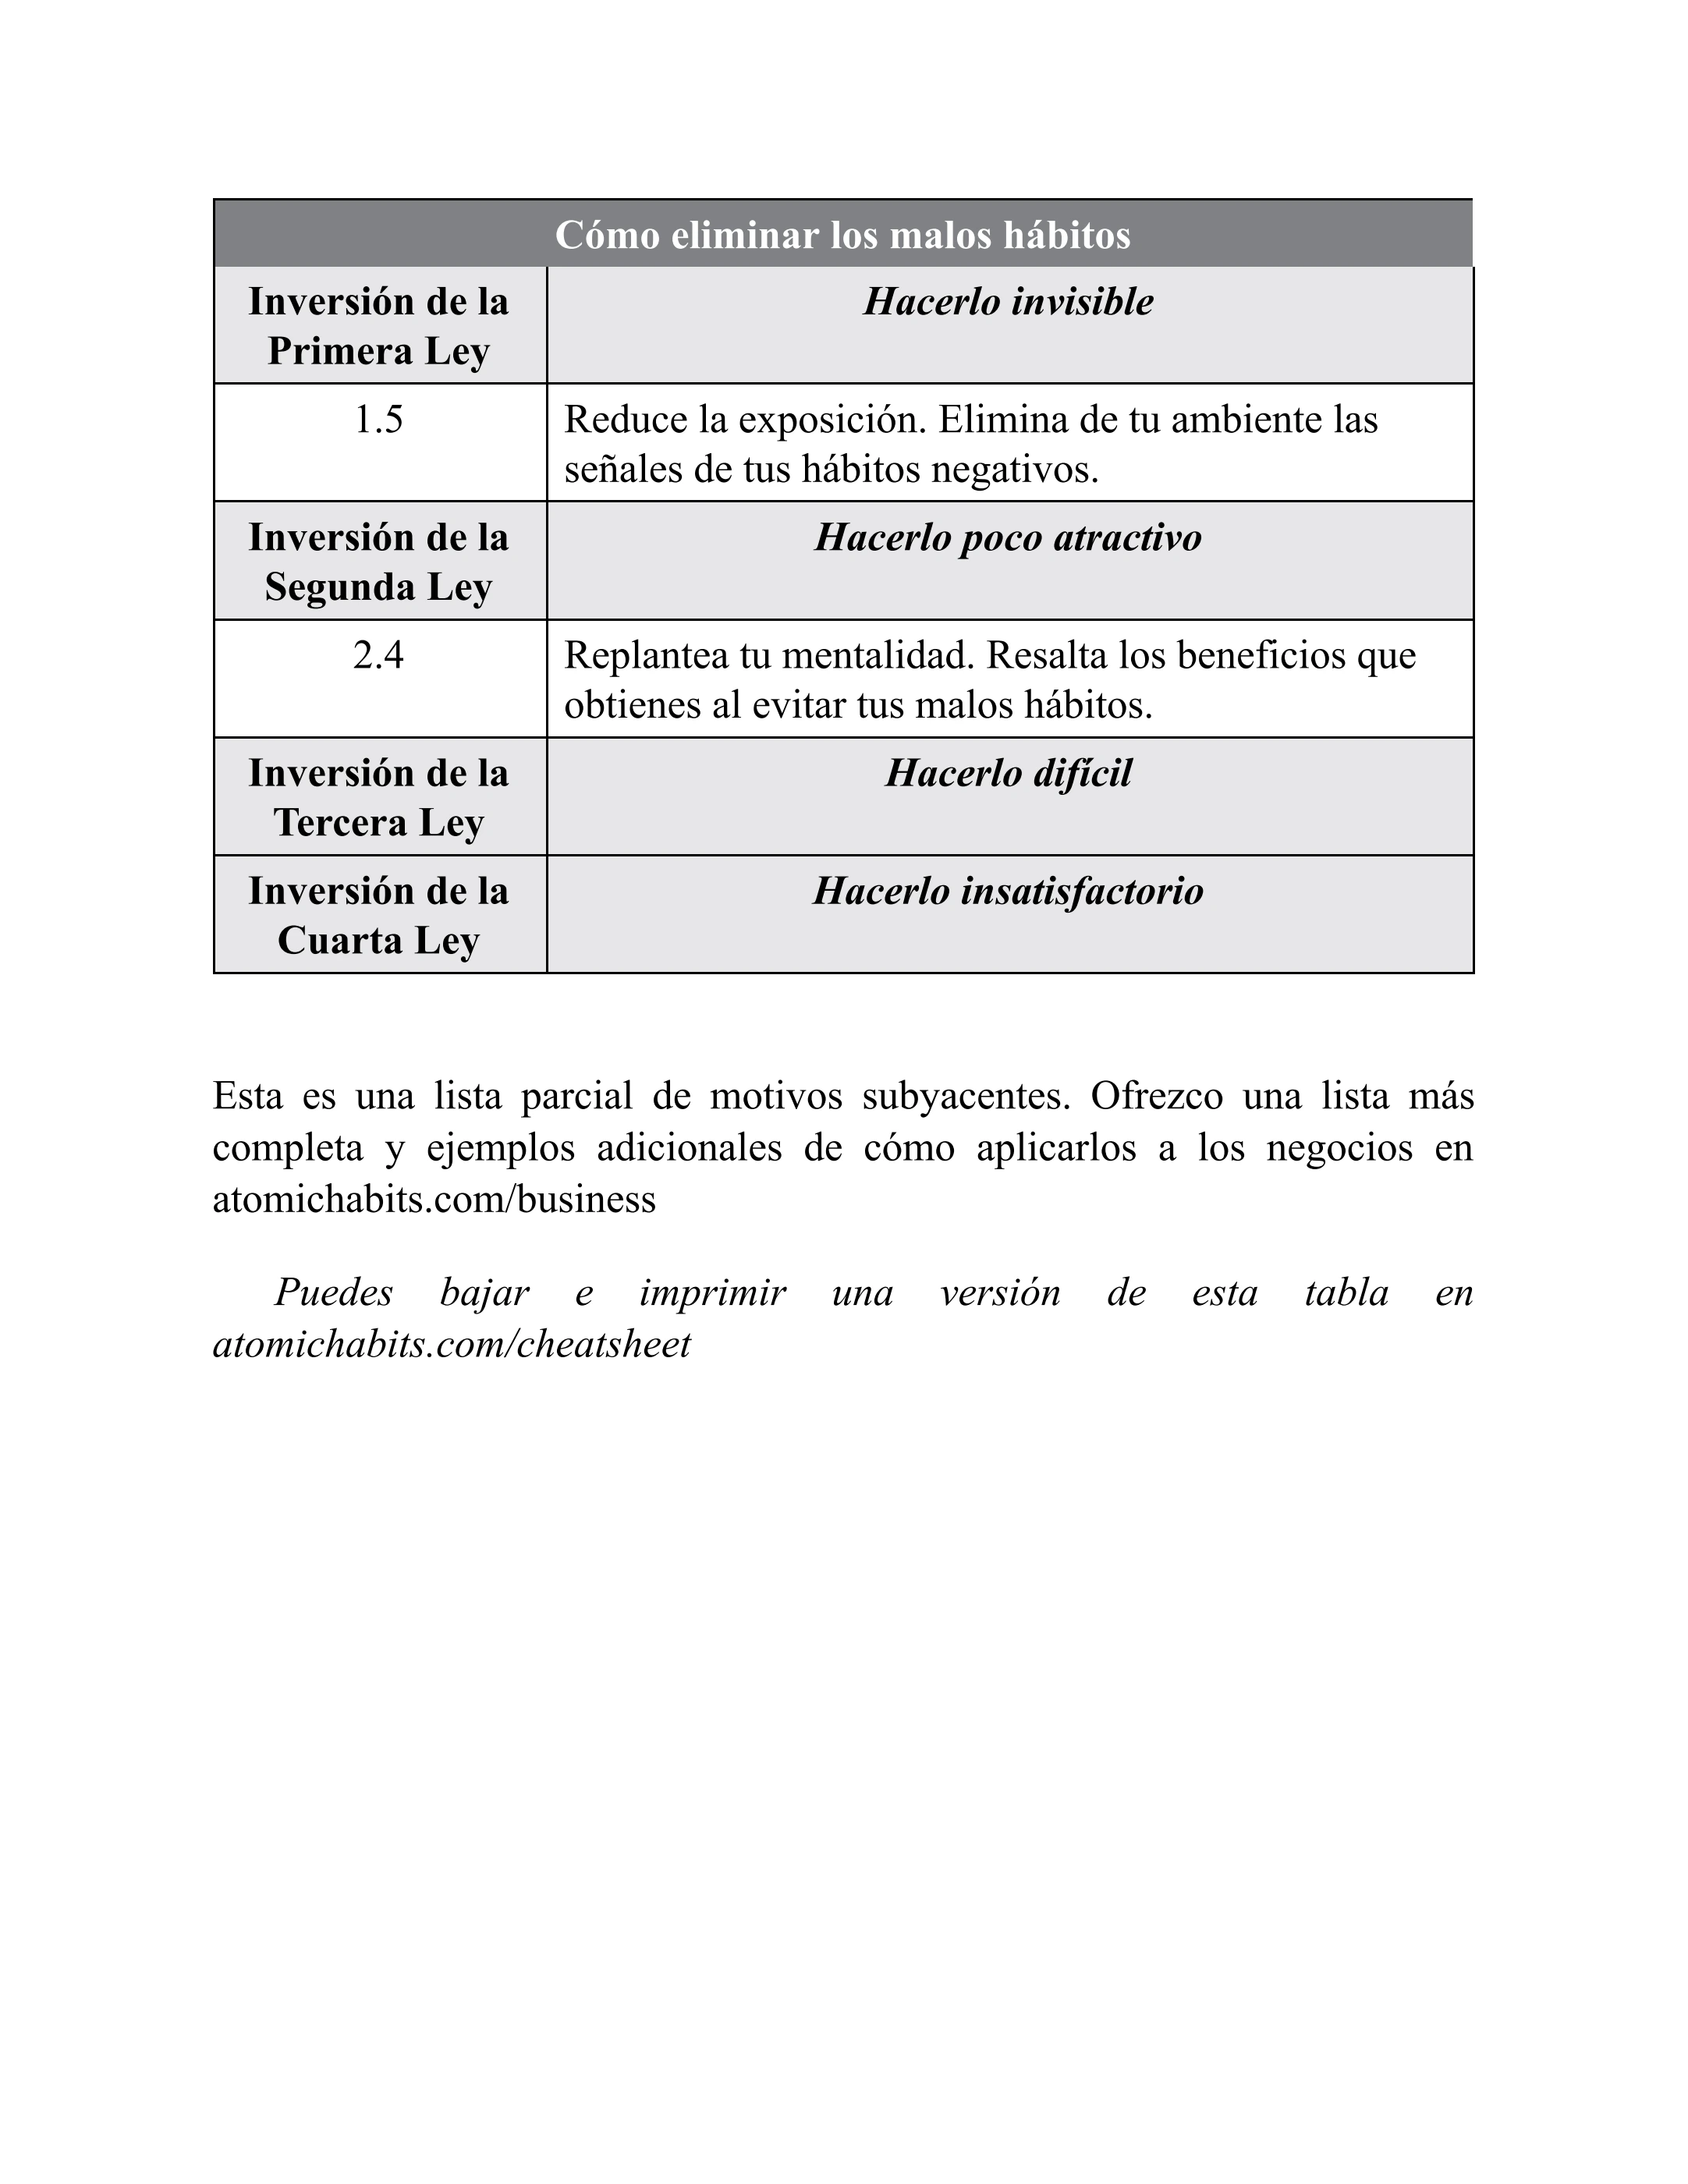 Cómo eliminar los malos hábitos
Inversión de la
Primera Ley
Hacerlo invisible
1.5
Reduce la exposición. Elimina de tu ambiente las
señales de tus hábitos negativos.
Inversión de la
Segunda Ley
Hacerlo poco atractivo
2.4
Replantea tu mentalidad. Resalta los beneficios que
obtienes al evitar tus malos hábitos.
Inversión de la
Tercera Ley
Hacerlo difícil
Inversión de la
Cuarta Ley
Hacerlo insatisfactorio
Esta es una lista parcial de motivos subyacentes. Ofrezco una lista más
completa y ejemplos adicionales de cómo aplicarlos a los negocios en
atomichabits.com/business
Puedes bajar e imprimir una versión de esta tabla en
atomichabits.com/cheatsheet